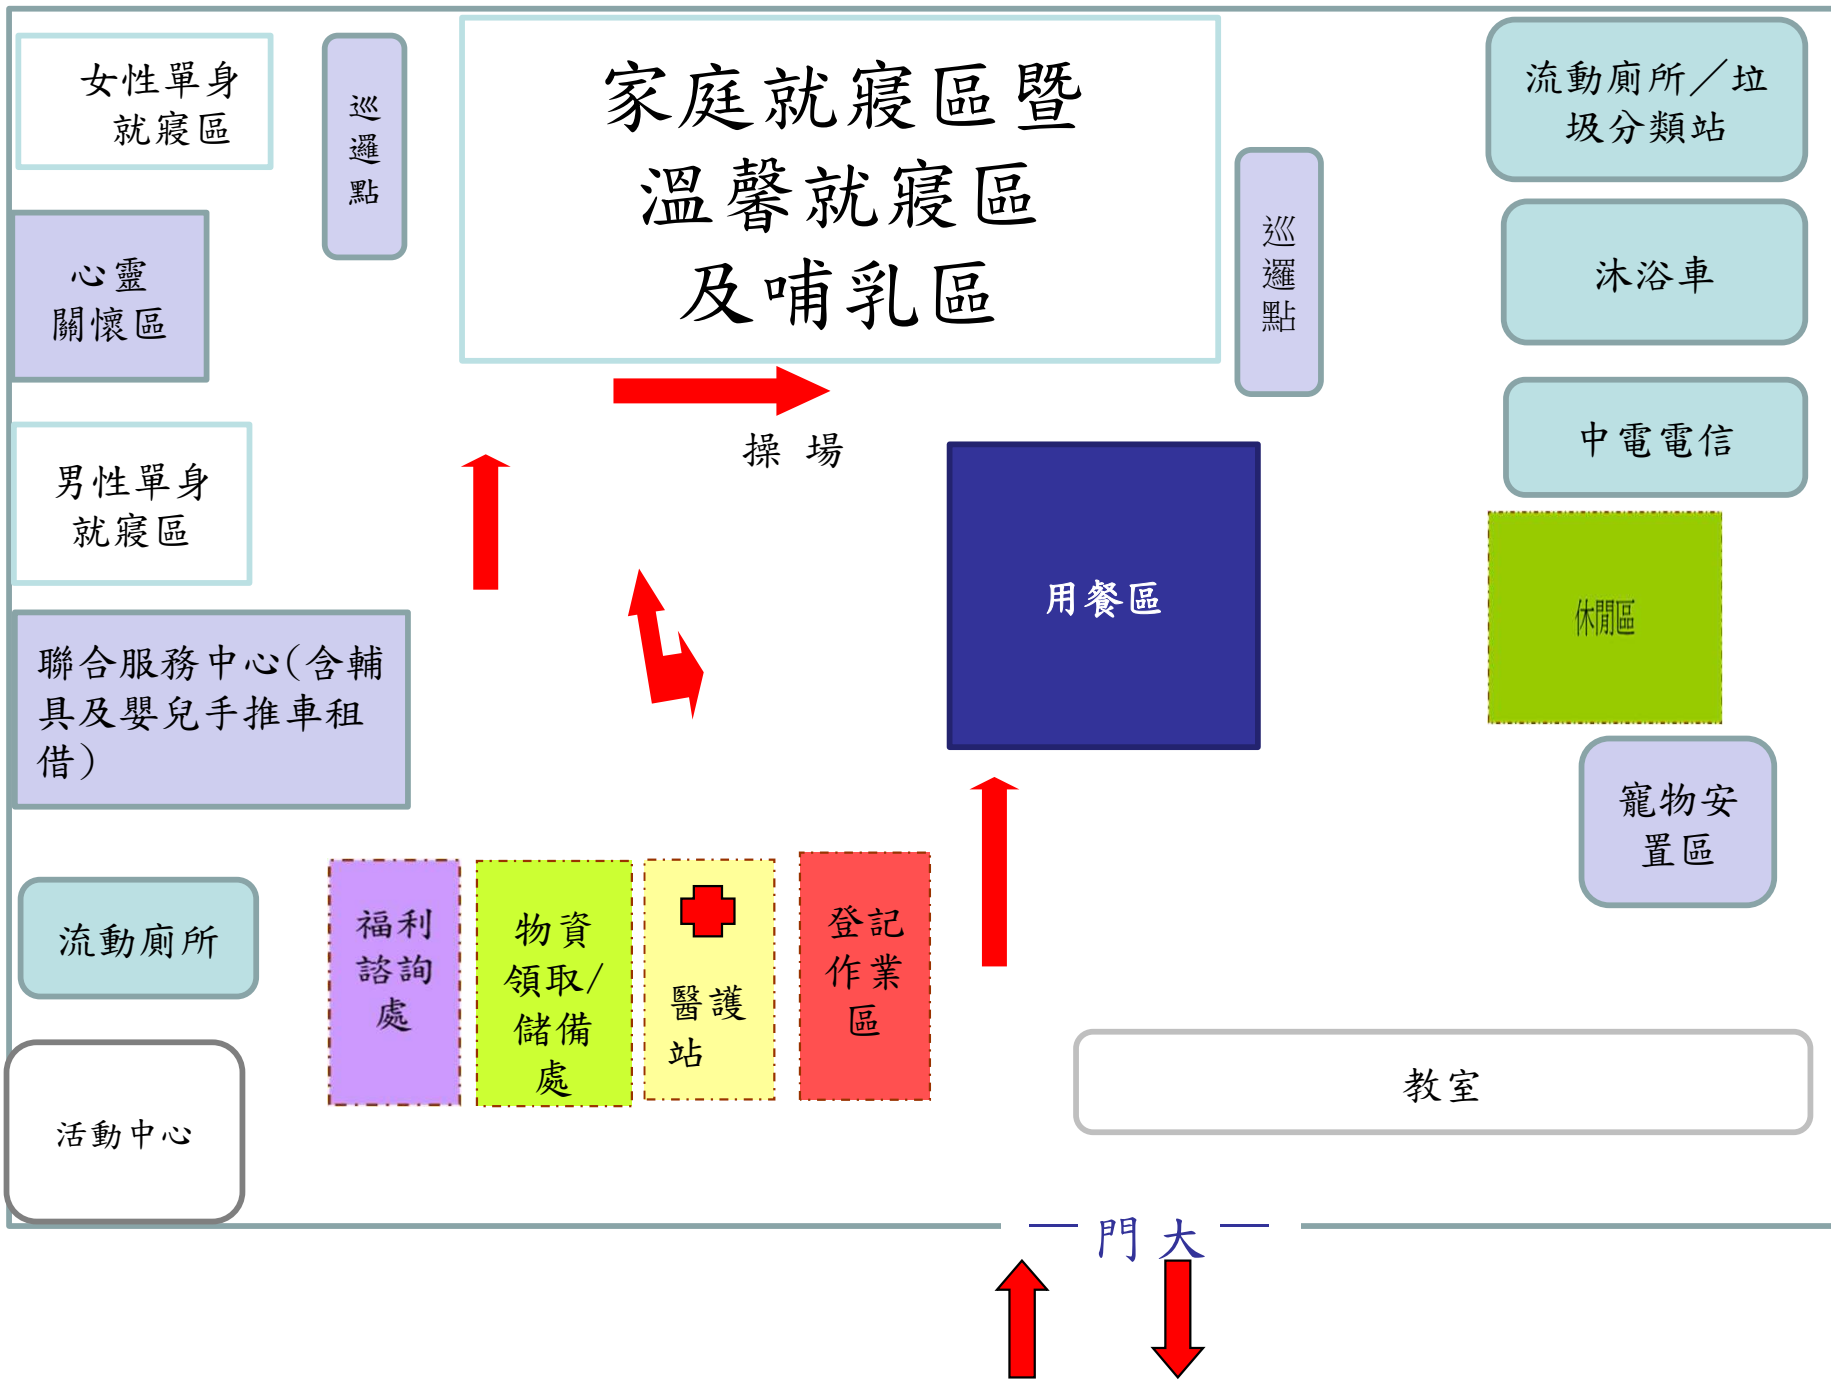 女性單身
就寢區
巡
邏
點
家庭就寢區暨
溫馨就寢區
及哺乳區
流動廁所／垃
圾分類站
心靈
關懷區
巡
邏
點
沐浴車
男性單身
就寢區
操 場
中電電信
用餐區
休閒區
聯合服務中心(含輔
具及嬰兒手推車租
借)
寵物安
置區
流動廁所
福利
諮詢
處
物資
領取/
儲備
處
醫護
站
登記
作業
區
教室
活動中心
門 大